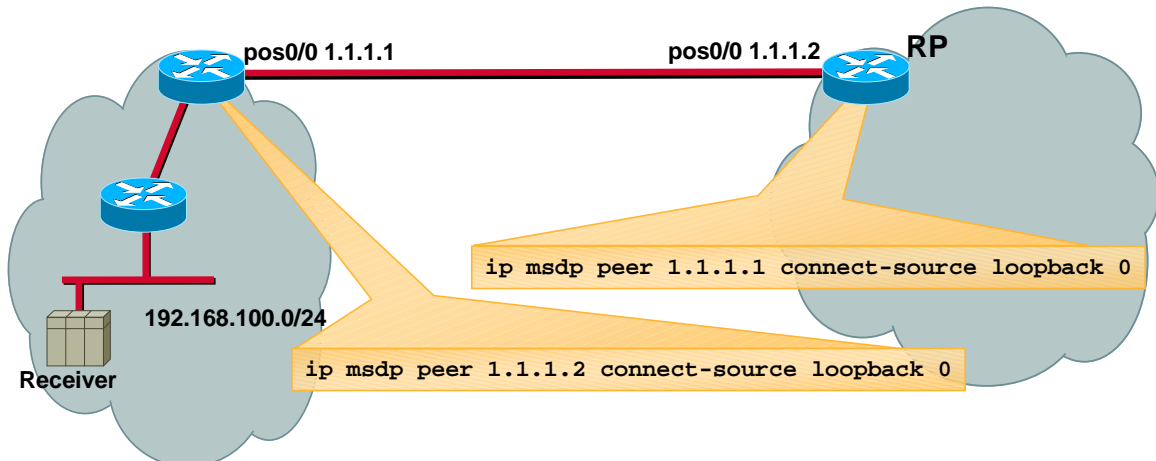 pos0/0 1.1.1.1
pos0/0 1.1.1.2
RP
ip msdp peer 1.1.1.1 connect-source loopback 0
192.168.100.0/24
ip msdp peer 1.1.1.2 connect-source loopback 0
Receiver